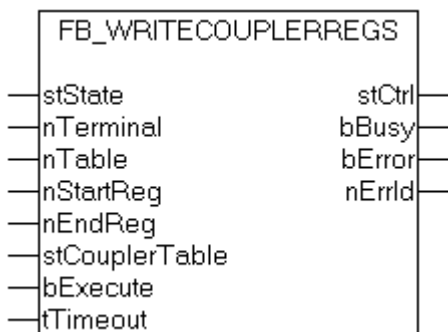 FB_WRITECOUPLERREGS
stState stCtrl
nTerminal bBusy
nTable bError
nStartReg nErrId
nEndReg
stCouplerTable
bExecute
tTimeout